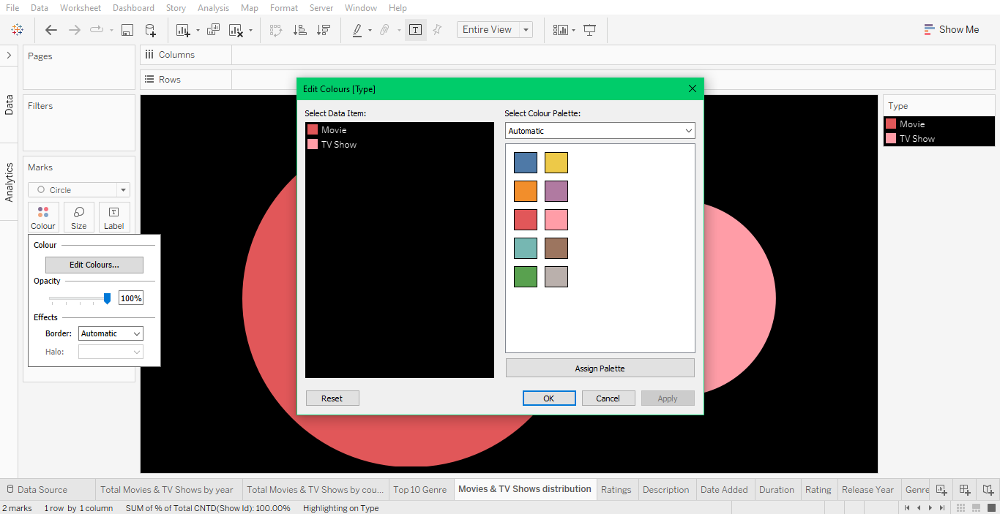 File Data Worksheet Dashboard Story Analysis Map Format Server Window Help
Entire View
Show Me
Pages
Columns
Rows
Data
Analytics
Filters
Marks
Circle
Colour Size Label
Colour
Edit Colours...
Opacity
100%
Effects
Border: Automatic
Halo:
Edit Colours [Type]
Select Data Item:
Movie
TV Show
Select Colour Palette:
Automatic
Assign Palette
Reset OK Cancel Apply
Type
Movie
TV Show
Data Source Total Movies & TV Shows by year Total Movies & TV Shows by cou... Top 10 Genre Movies & TV Shows distribution Ratings Description Date Added Duration Rating Release Year Genre
2 marks 1 row by 1 column SUM of % of Total CNTD(Show Id): 100.00% Highlighting on Type